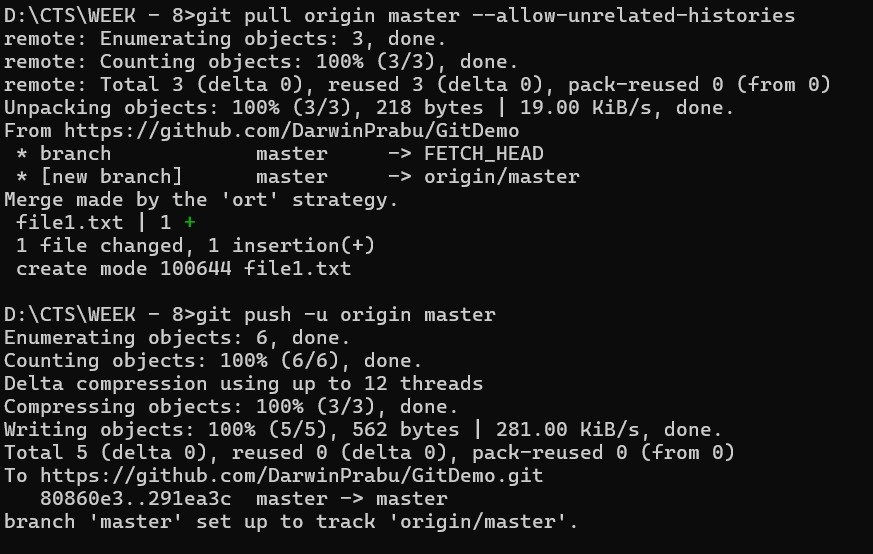 D:\CTS\WEEK - 8>git pull origin master --allow-unrelated-histories
remote: Enumerating objects: 3, done.
remote: Counting objects: 100% (3/3), done.
remote: Total 3 (delta 0), reused 3 (delta 0), pack-reused 0 (from 0)
Unpacking objects: 100% (3/3), 218 bytes | 19.00 KiB/s, done.
From https://github.com/DarwinPrabu/GitDemo
 * branch            master     -> FETCH_HEAD
 * [new branch]      master     -> origin/master
Merge made by the 'ort' strategy.
 file1.txt | 1 +
 1 file changed, 1 insertion(+)
 create mode 100644 file1.txt

D:\CTS\WEEK - 8>git push -u origin master
Enumerating objects: 6, done.
Counting objects: 100% (6/6), done.
Delta compression using up to 12 threads
Compressing objects: 100% (3/3), done.
Writing objects: 100% (5/5), 562 bytes | 281.00 KiB/s, done.
Total 5 (delta 0), reused 0 (delta 0), pack-reused 0 (from 0)
To https://github.com/DarwinPrabu/GitDemo.git
   80860e3..291ea3c  master -> master
branch 'master' set up to track 'origin/master'.